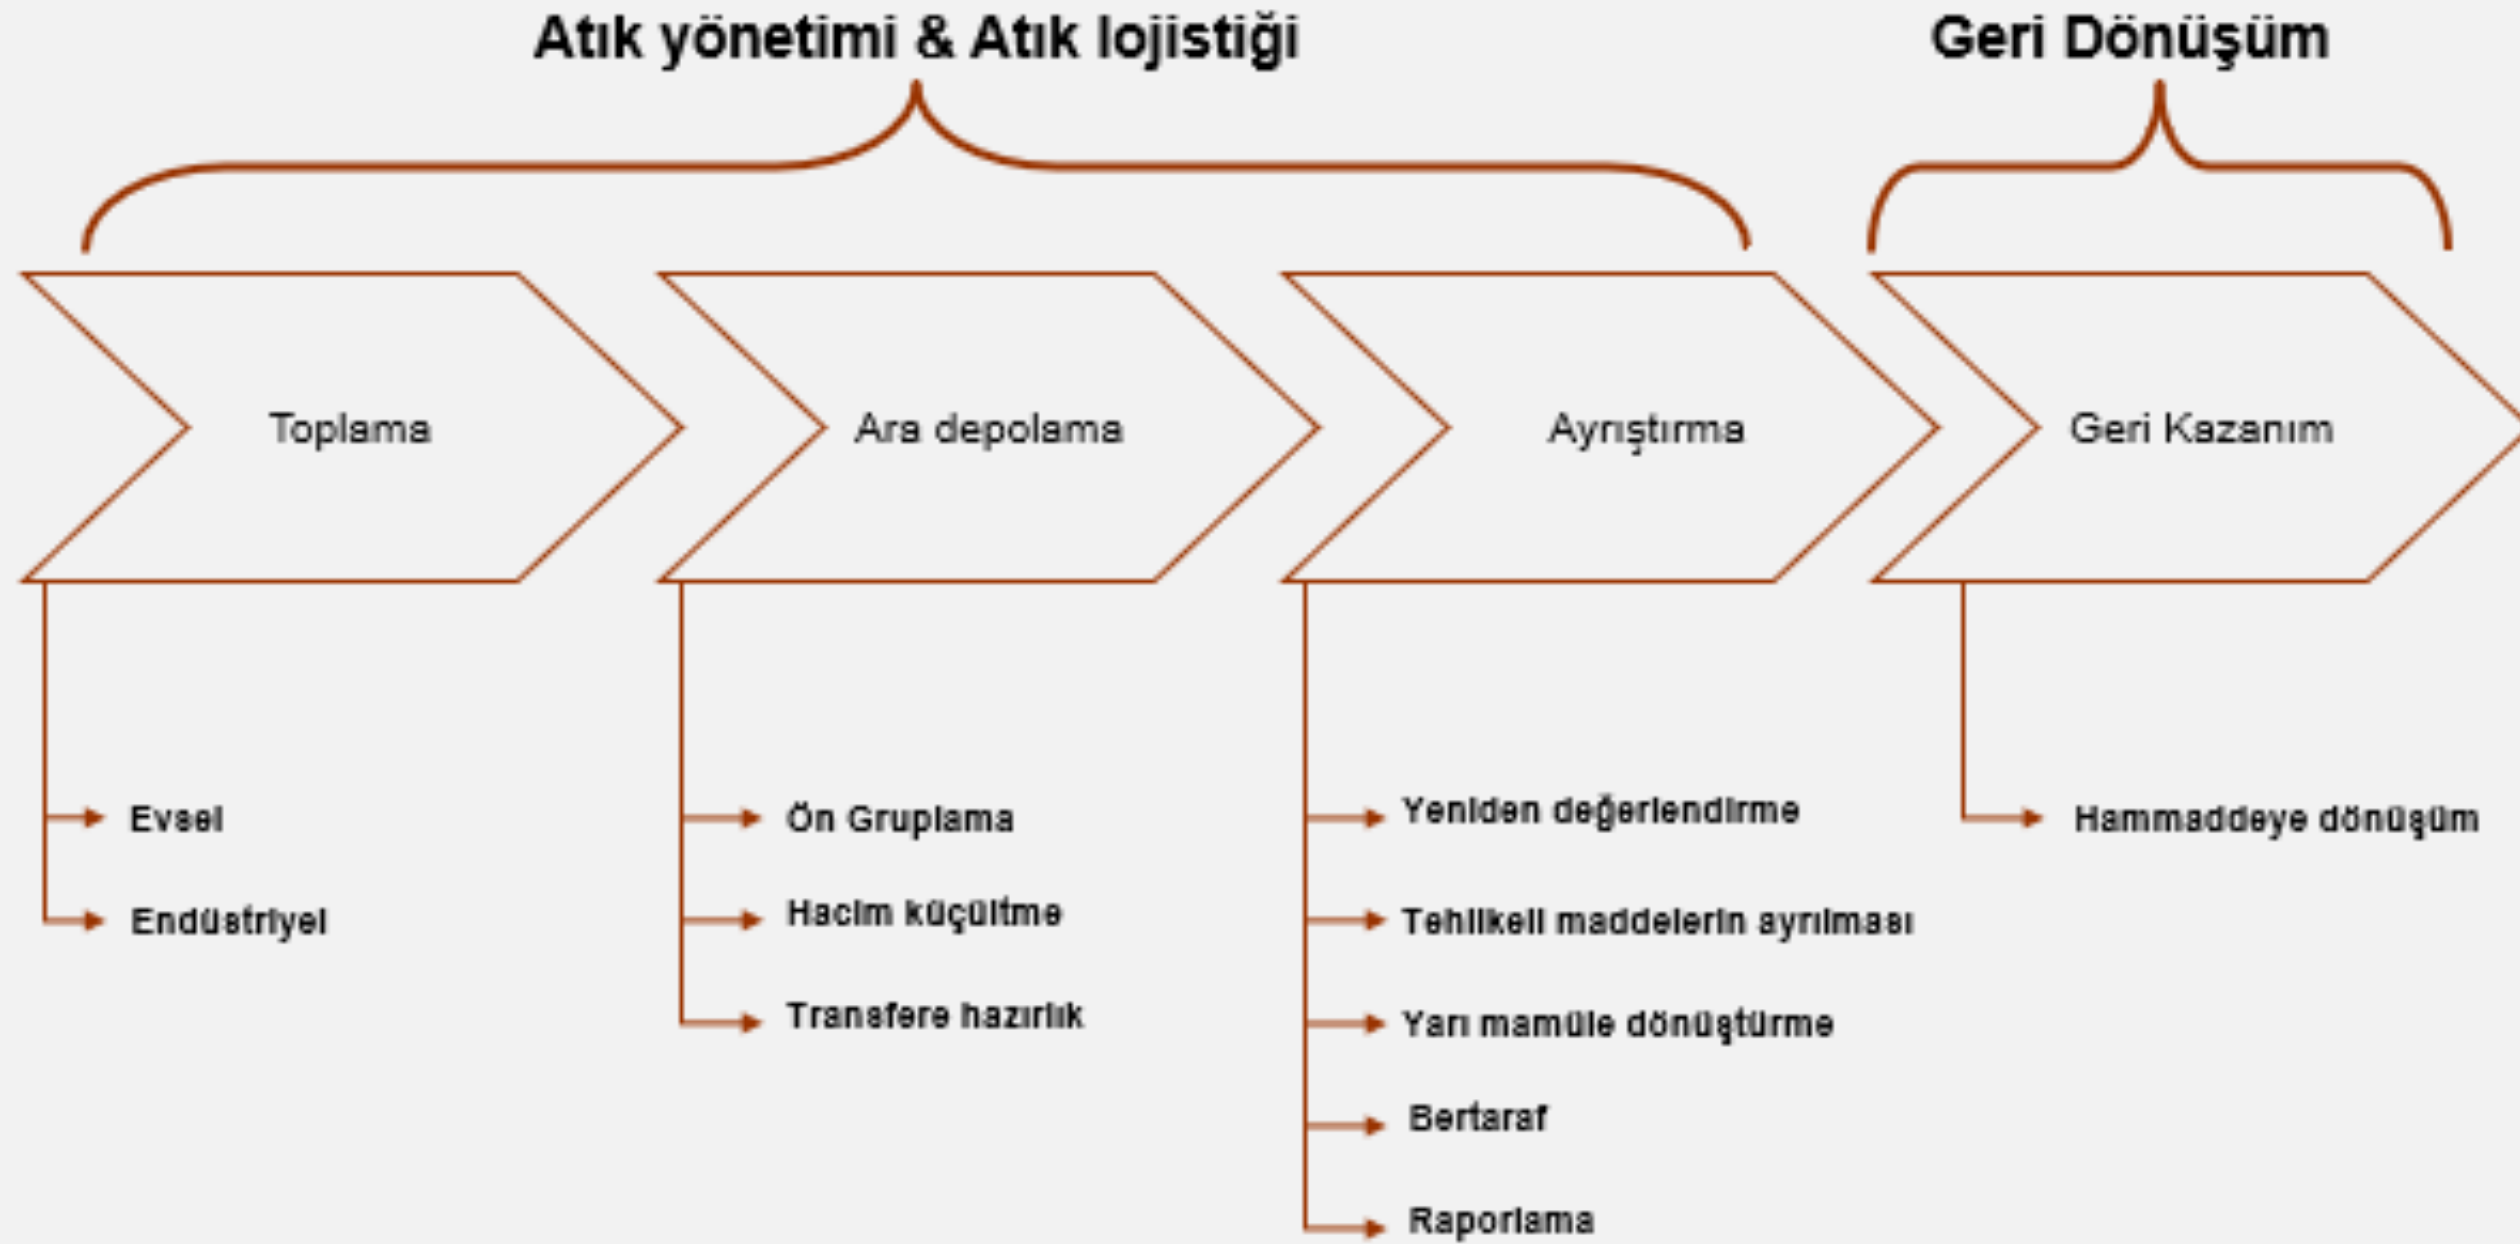 Atık yönetimi & Atık lojistiği
Geri Dönüşüm
Toplama
Ara depolama
Ayrıştırma
Geri Kazanım
Evsel
Endüstriyel
Ön Gruplama
Hacim küçültme
Transfere hazırlık
Yeniden değerlendirme
Tehlikeli maddelerin ayrılması
Yarı mamüle dönüştürme
Bertaraf
Raporlama
Hammaddeye dönüşüm